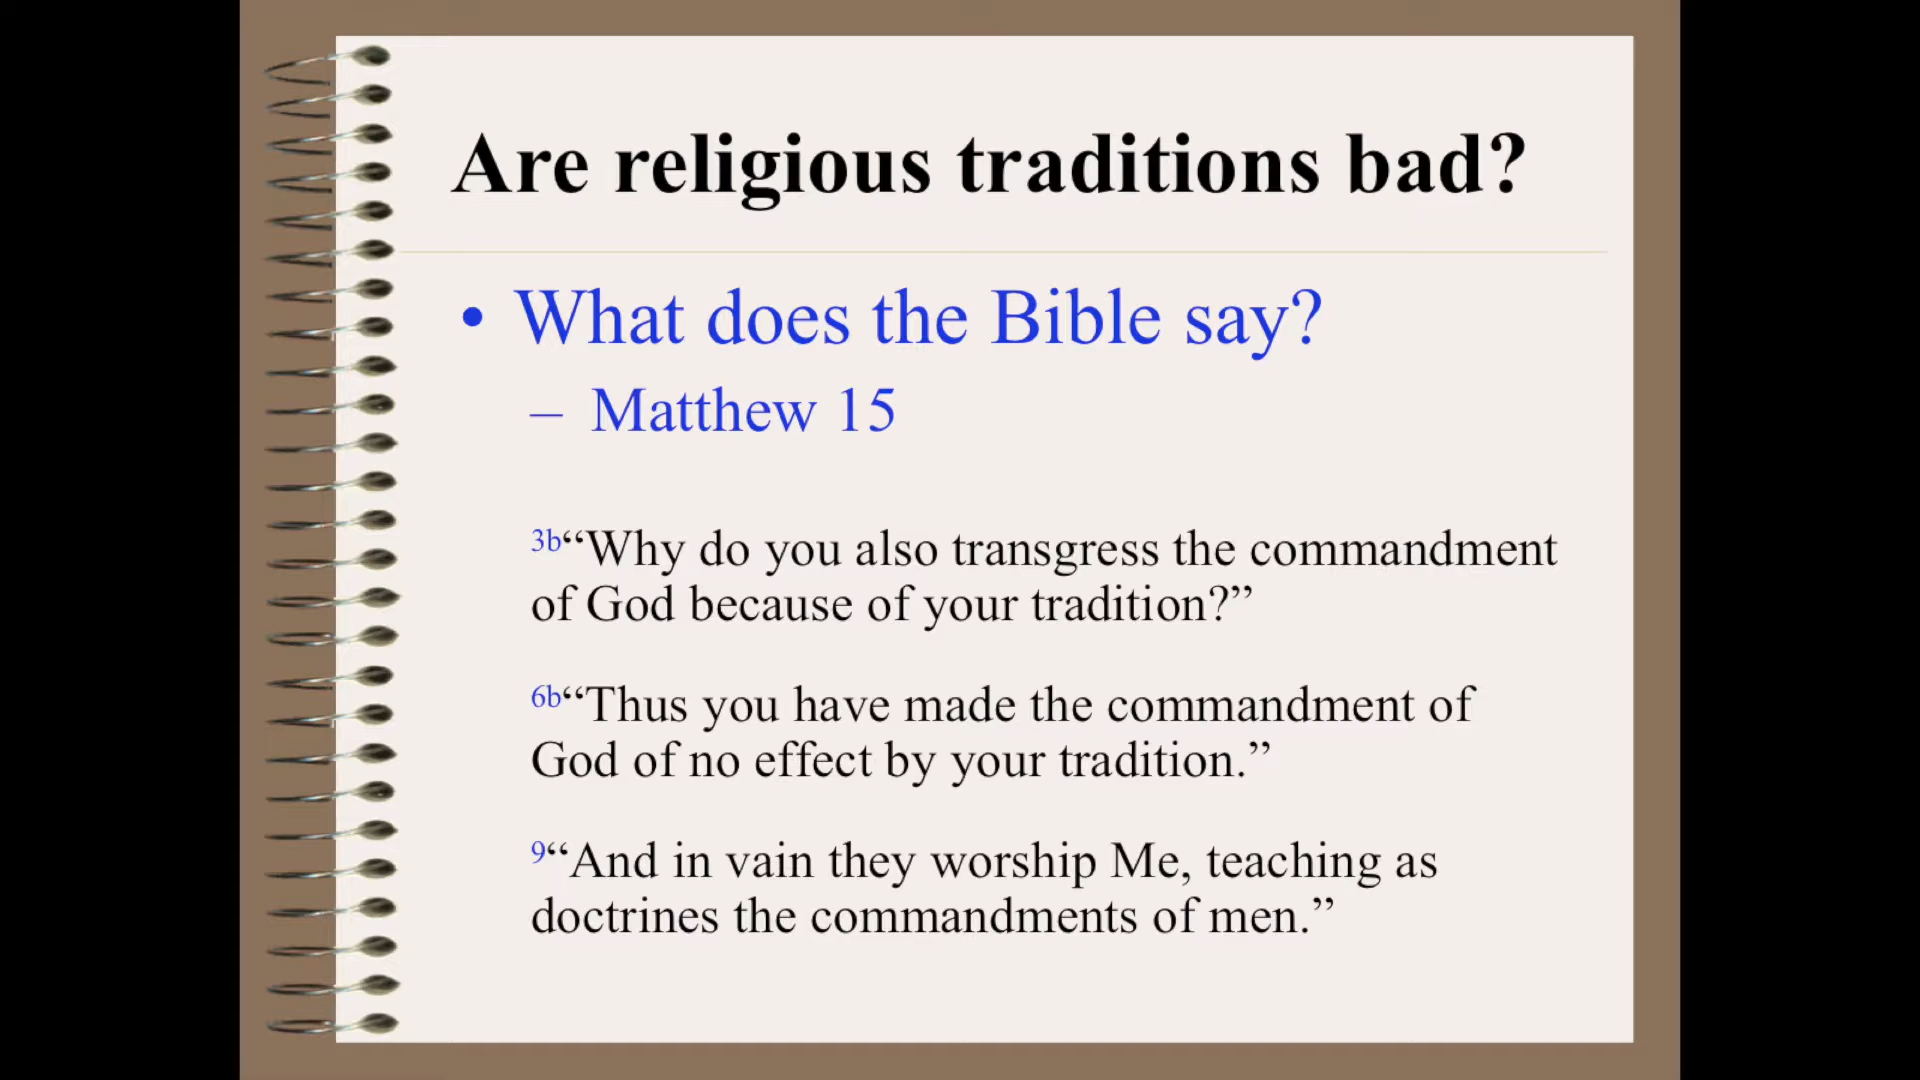 Are religious traditions bad?
• What does the Bible say?
– Matthew 15
3b“Why do you also transgress the commandment
of God because of your tradition?”
6b“Thus you have made the commandment of
God of no effect by your tradition.”
9“And in vain they worship Me, teaching as
doctrines the commandments of men.”